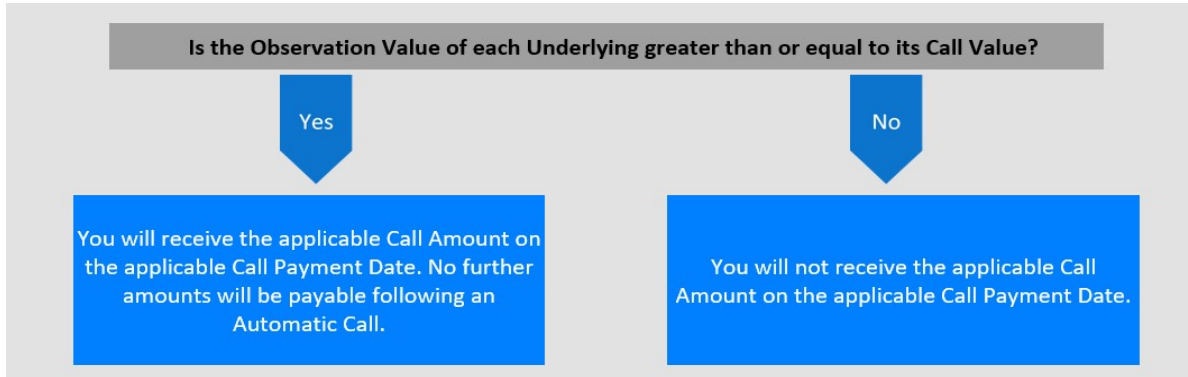 Is the Observation Value of each Underlying greater than or equal to its Call Value?
Yes
No
You will receive the applicable Call Amount on
the applicable Call Payment Date. No further
amounts will be payable following an
Automatic Call.
You will not receive the applicable Call
Amount on the applicable Call Payment Date.